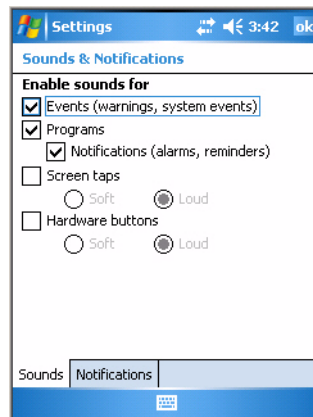 Settings 3:42 ok
Sounds & Notifications
Enable sounds for
Events (warnings, system events)
Programs
Notifications (alarms, reminders)
Screen taps
Soft Loud
Hardware buttons
Soft Loud
Sounds Notifications